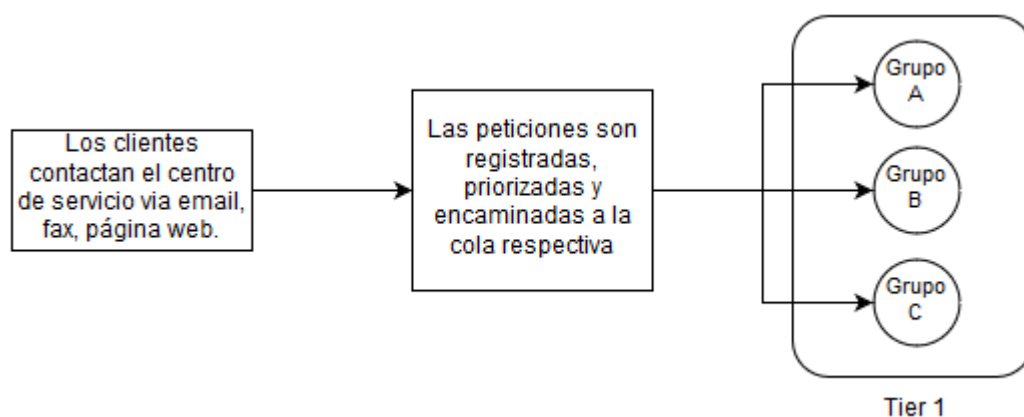 Los clientes
contactan el centro
de servicio via email,
fax, página web.
Las peticiones son
registradas,
priorizadas y
encaminadas a la
cola respectiva
Grupo
A
Grupo
B
Grupo
C
Tier 1